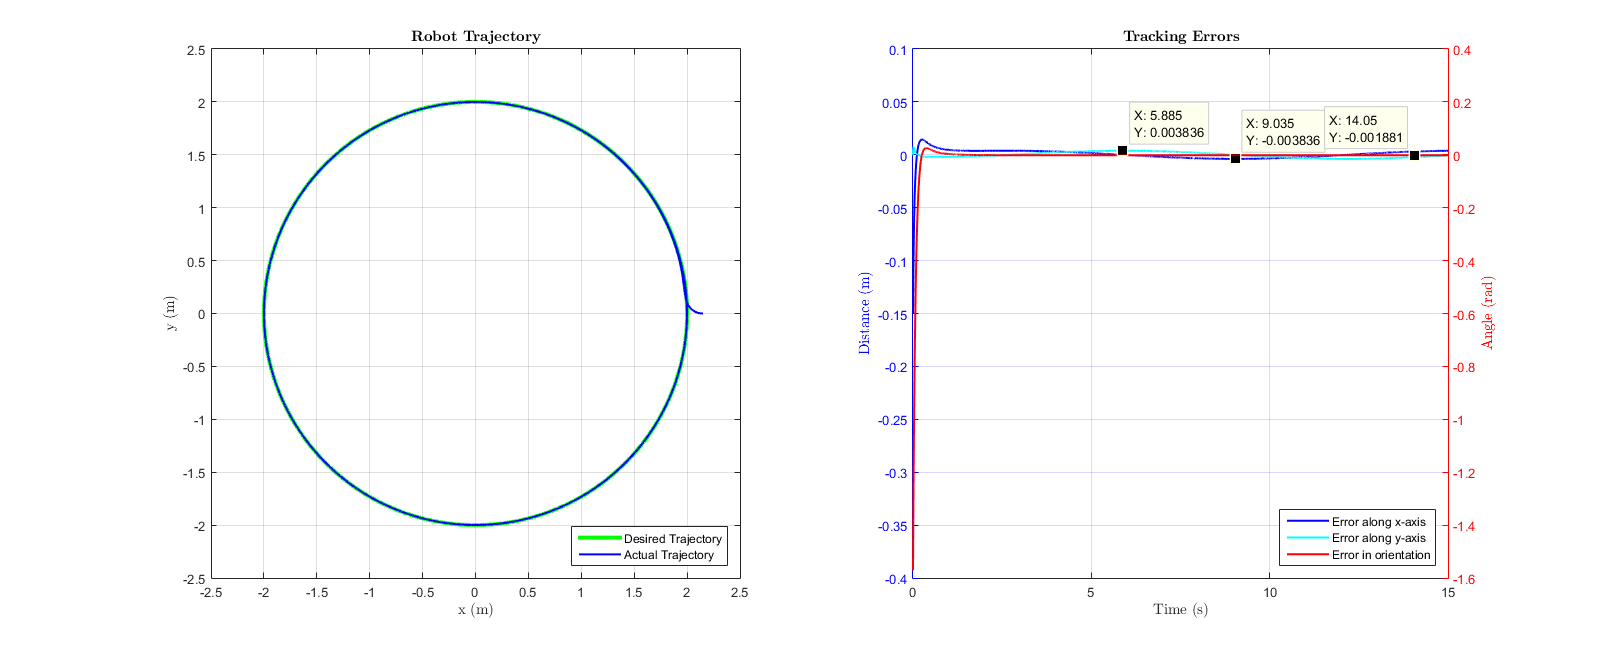 Robot Trajectory
2.5
2
1.5
1
0.5
0
-0.5
-1
-1.5
-2
-2.5
y (m)
-2.5 -2 -1.5 -1 -0.5 0 0.5 1 1.5 2 2.5
x (m)
Desired Trajectory
Actual Trajectory
Tracking Errors
0.1
0.05
0
-0.05
-0.1
-0.15
-0.2
-0.25
-0.3
-0.35
-0.4
Distance (m)
X: 5.885
Y: 0.003836
X: 9.035
Y: -0.003836
X: 14.05
Y: -0.001881
0.4
0.2
0
-0.2
-0.4
-0.6
-0.8
-1
-1.2
-1.4
-1.6
Angle (rad)
Error along x-axis
Error along y-axis
Error in orientation
0 5 10 15
Time (s)